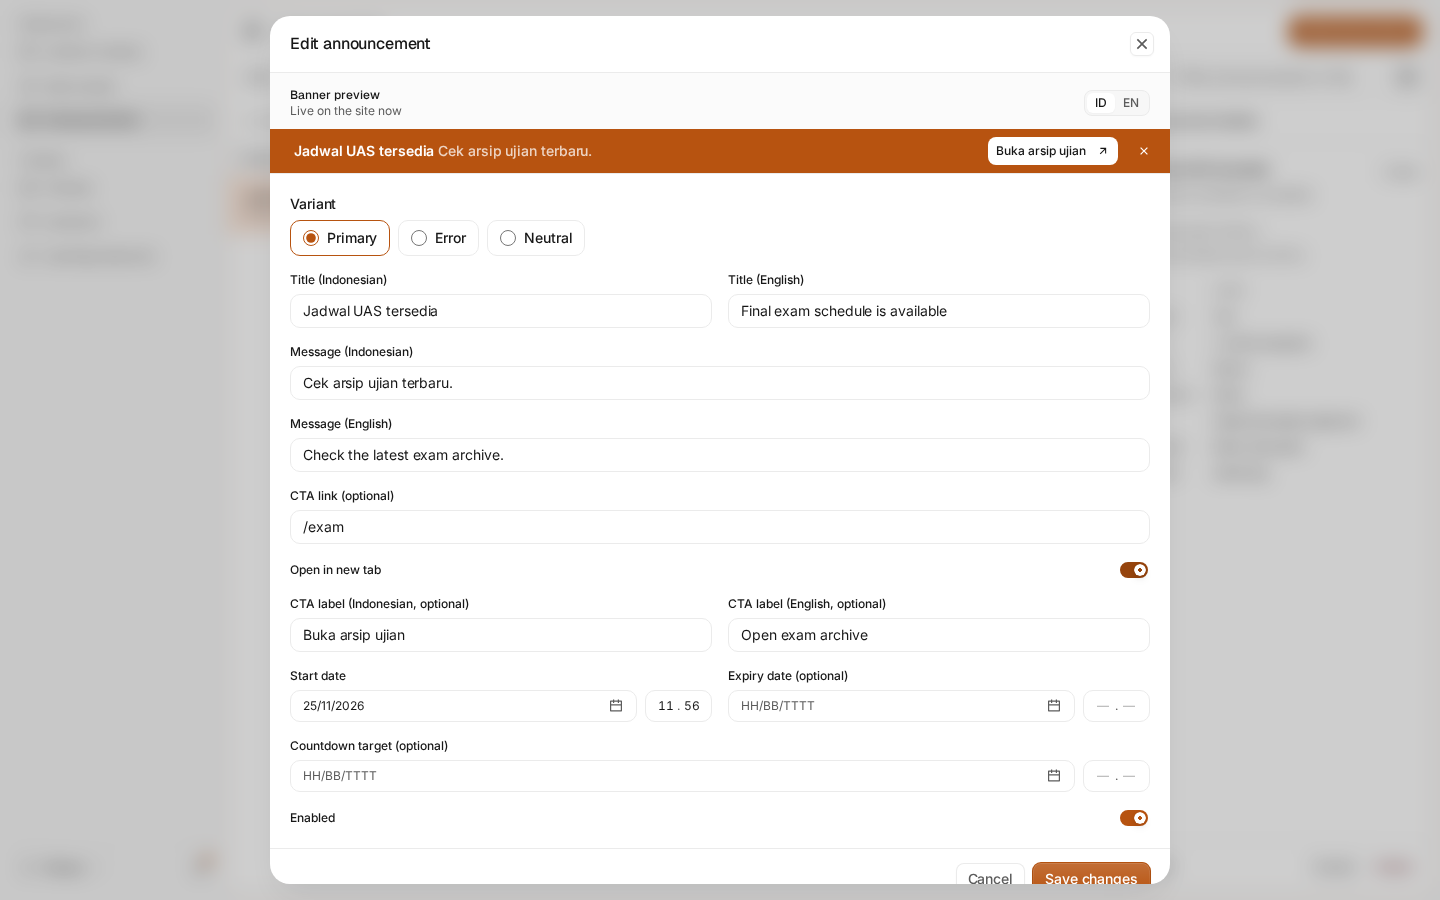 Edit announcement
Banner preview
Live on the site now
ID EN
Jadwal UAS tersedia Cek arsip ujian terbaru.
Buka arsip ujian
Variant
Primary Error Neutral
Title (Indonesian) Title (English)
Jadwal UAS tersedia Final exam schedule is available
Message (Indonesian)
Cek arsip ujian terbaru.
Message (English)
Check the latest exam archive.
CTA link (optional)
/exam
Open in new tab
CTA label (Indonesian, optional) CTA label (English, optional)
Buka arsip ujian Open exam archive
Start date Expiry date (optional)
25/11/2026 11 . 56 HH/BB/TTTT — . —
Countdown target (optional)
HH/BB/TTTT — . —
Enabled
Cancel Save changes